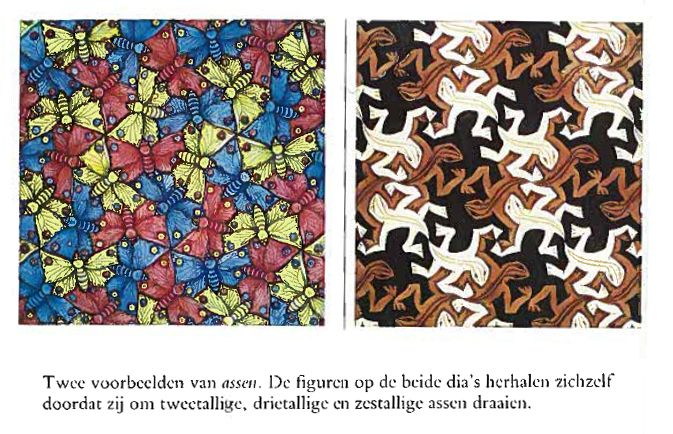 Twee voorbeelden van assen. De figuren op de beide dia's herhalen zichzelf
doordat zij om tweetallige, drietallige en zestallige assen draaien.